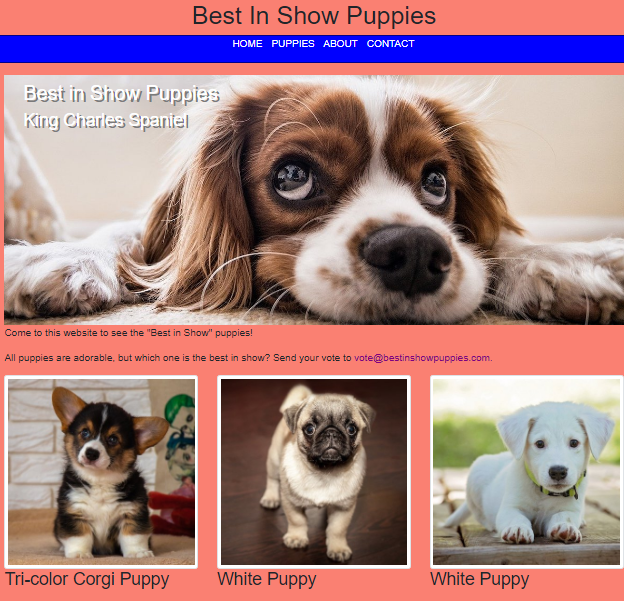 Best In Show Puppies
HOME PUPPIES ABOUT CONTACT
Best in Show Puppies
King Charles Spaniel
Come to this website to see the "Best in Show" puppies!
All puppies are adorable, but which one is the best in show? Send your vote to vote@bestinshowpuppies.com.
Tri-color Corgi Puppy
White Puppy
White Puppy